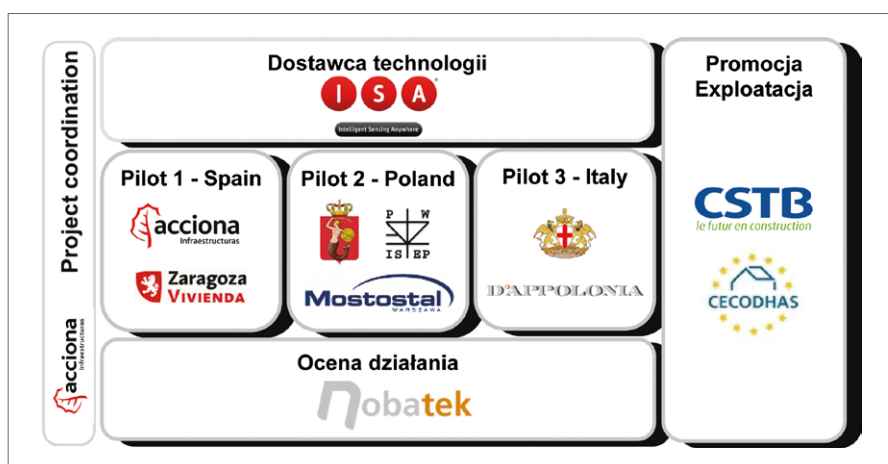 Project coordination
acciona
Infraestructuras
Dostawca technologii
ISA
Intelligent Sensing Anywhere
Pilot 1 - Spain
acciona
Infraestructuras
Zaragoza
VIVIENDA
Pilot 2 - Poland
P W
IS EP
Mostostal
WARSZAWA
Pilot 3 - Italy
D'APPOLONIA
Ocena działania
nobatek
Promocja
Exploatacja
CSTB
le futur en construction
CECODHAS